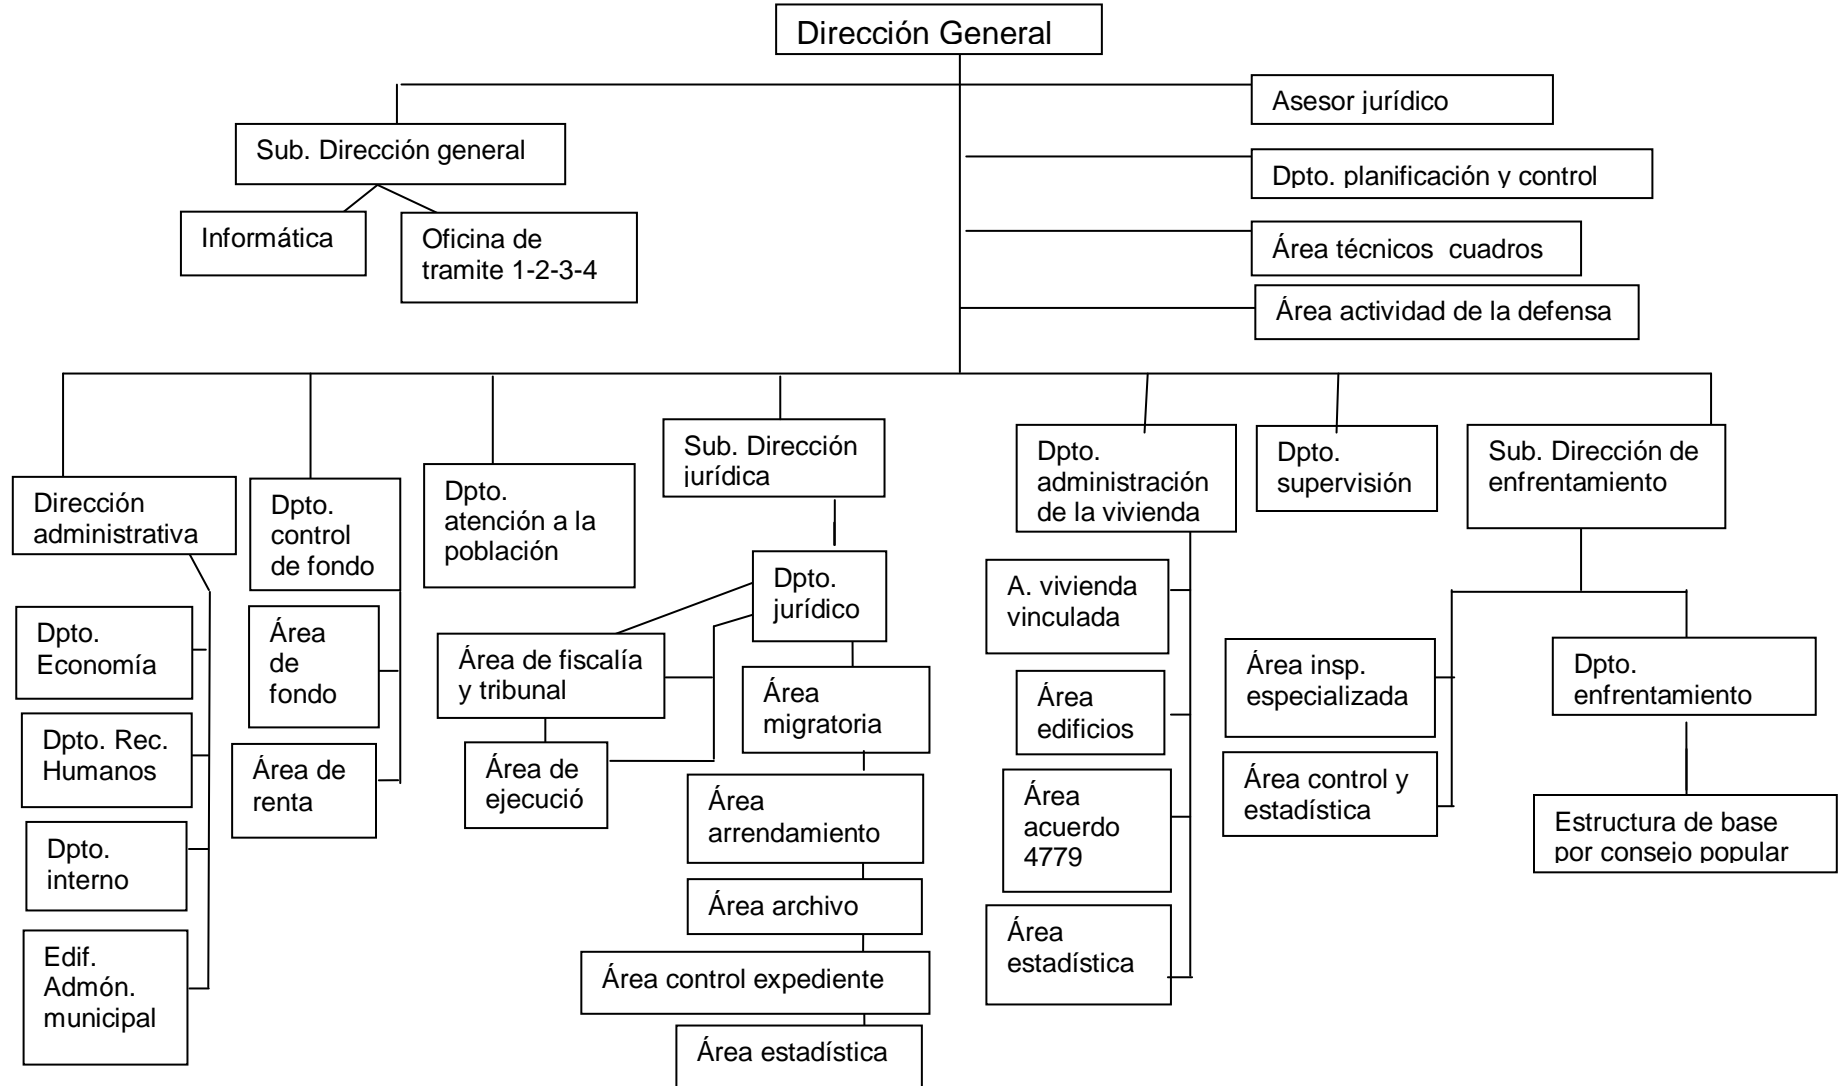 Dirección General
Asesor jurídico
Sub. Dirección general
Dpto. planificación y control
Informática
Oficina de
tramite 1-2-3-4
Área técnicos cuadros
Área actividad de la defensa
Dirección
administrativa
Dpto.
control
de fondo
Dpto.
atención a la
población
Sub. Dirección
jurídica
Dpto.
administración
de la vivienda
Dpto.
supervisión
Sub. Dirección de
enfrentamiento
Dpto.
Economía
Dpto. Rec.
Humanos
Dpto.
interno
Edif.
Admón.
municipal
Área
de
fondo
Área de
renta
Dpto.
jurídico
Área de fiscalía
y tribunal
Área de
ejecució
Área
migratoria
Área
arrendamiento
Área archivo
Área control expediente
Área estadística
A. vivienda
vinculada
Área
edificios
Área
acuerdo
4779
Área
estadística
Área insp.
especializada
Área control y
estadística
Dpto.
enfrentamiento
Estructura de base
por consejo popular